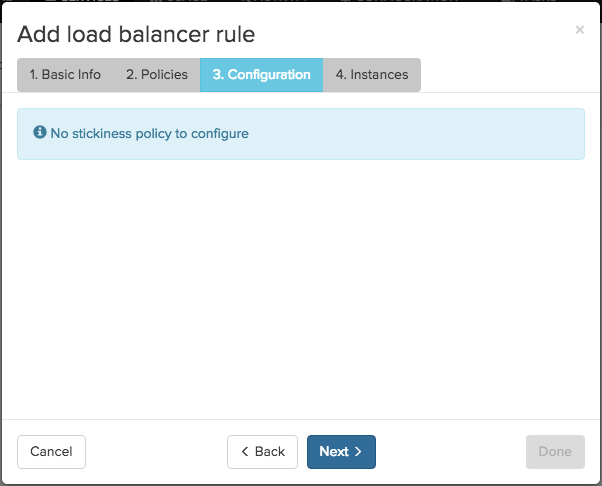 Add load balancer rule
×
1. Basic Info 2. Policies 3. Configuration 4. Instances
No stickiness policy to configure
Cancel Back Next Done